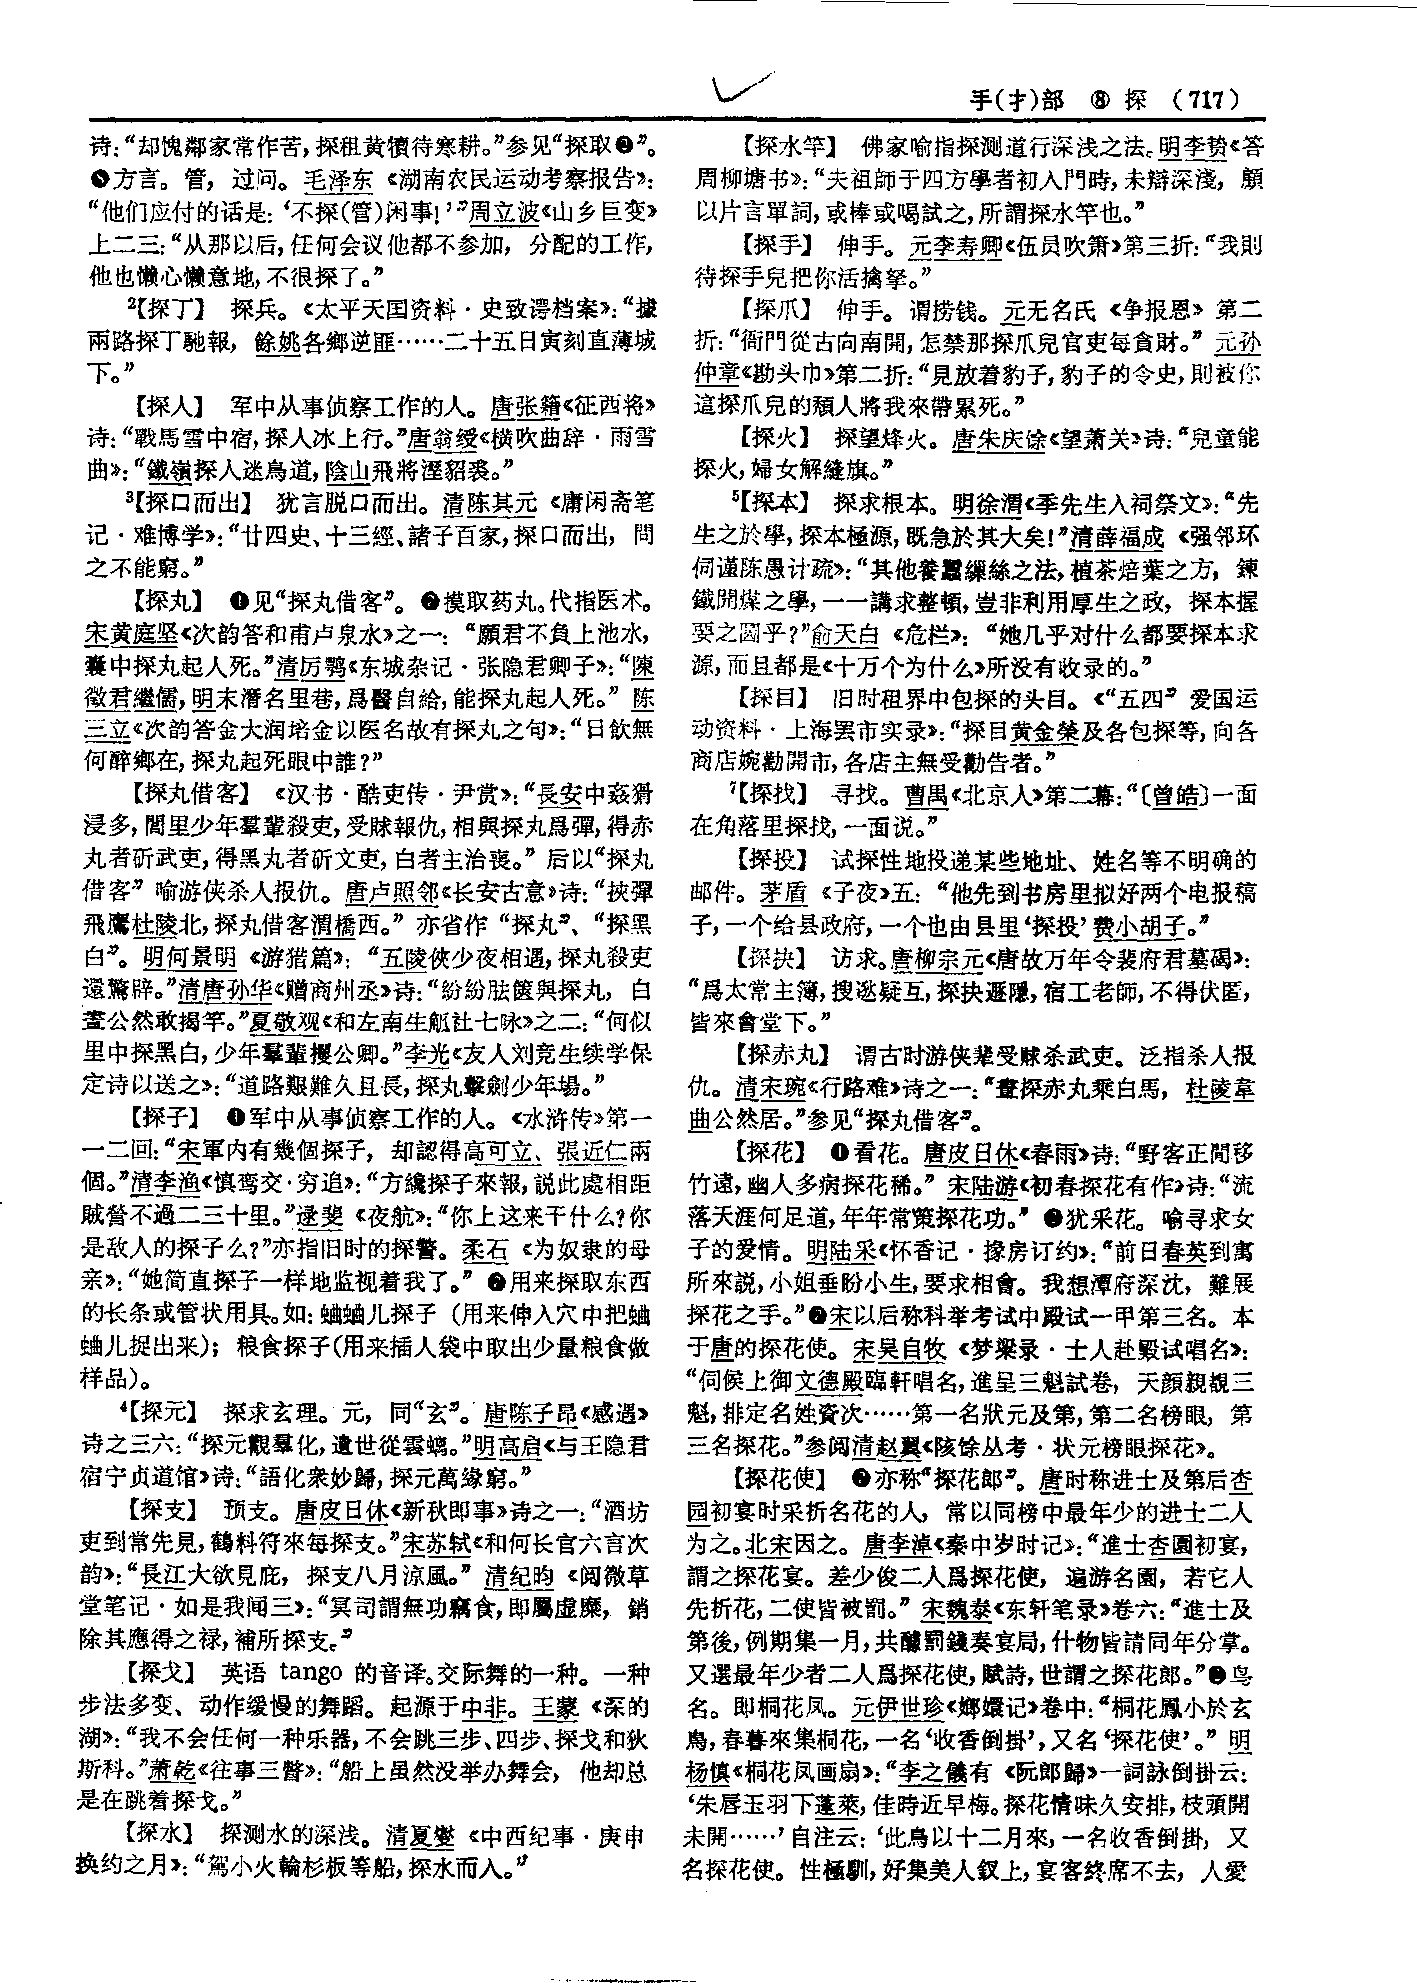 手(扌)部 ⑧ 探 （717）
诗：“却愧鄰家常作苦，探租黄犢待寒耕。”参见“探取❷”。
❺方言。管，过问。毛泽东《湖南农民运动考察报告》：
“他们应付的话是：‘不探(管)闲事！’”周立波《山乡巨变》
上二三：“从那以后，任何会议他都不参加，分配的工作，
他也懒心懒意地，不很探了。”
²【探丁】 探兵。《太平天国资料·史致谔档案》：“據
兩路探丁馳報，餘姚各鄉逆匪……二十五日寅刻直薄城
下。”
【探人】 军中从事侦察工作的人。唐张籍《征西将》
诗：“戰馬雪中宿，探人冰上行。”唐翁绶《横吹曲辞·雨雪
曲》：“鐵嶺探人迷鳥道，陰山飛將溼貂裘。”
³【探口而出】 犹言脱口而出。清陈其元《庸闲斋笔
记·难博学》：“廿四史、十三經、諸子百家，探口而出，問
之不能窮。”
【探丸】 ❶见“探丸借客”。❷摸取药丸。代指医术。
宋黄庭坚《次韵答和甫卢泉水》之一：“願君不負上池水，
囊中探丸起人死。”清厉鹗《东城杂记·张隐君卿子》：“陳
徵君繼儒，明末潛名里巷，爲醫自給，能探丸起人死。” 陈
三立《次韵答金大润培金以医名故有探丸之句》：“日飲無
何醉鄉在，探丸起死眼中誰？”
【探丸借客】 《汉书·酷吏传·尹赏》：“長安中姦猾
浸多，閭里少年羣輩殺吏，受賕報仇，相與探丸爲彈，得赤
丸者斫武吏，得黑丸者斫文吏，白者主治喪。” 后以“探丸
借客”喻游侠杀人报仇。唐卢照邻《长安古意》诗：“挾彈
飛鷹杜陵北，探丸借客渭橋西。” 亦省作“探丸”、“探黑
白”。明何景明《游猎篇》：“五陵俠少夜相遇，探丸殺吏
還驚辟。”清唐孙华《赠商州丞》诗：“紛紛胠篋與探丸，白
晝公然敢揭竿。”夏敬观《和左南生觙社七咏》之二：“何似
里中探黑白，少年羣輩攖公卿。”李光《友人刘竞生续学保
定诗以送之》：“道路艱難久且長，探丸擊劍少年場。”
【探子】 ❶军中从事侦察工作的人。《水浒传》第一
一二回：“宋軍内有幾個探子，却認得高可立、張近仁兩
個。”清李渔《慎鸾交·穷追》：“方纔探子來報，説此處相距
賊營不過二三十里。”逯斐《夜航》：“你上这来干什么？你
是敌人的探子么？”亦指旧时的探警。柔石《为奴隶的母
亲》：“她简直探子一样地监视着我了。” ❷用来探取东西
的长条或管状用具。如：蛐蛐儿探子（用来伸入穴中把蛐
蛐儿捉出来）；粮食探子(用来插入袋中取出少量粮食做
样品）。
⁴【探元】 探求玄理。元，同“玄”。唐陈子昂《感遇》
诗之三六：“探元觀羣化，遺世從雲螭。”明高启《与王隐君
宿宁贞道馆》诗：“語化衆妙歸，探元萬緣窮。”
【探支】 预支。唐皮日休《新秋即事》诗之一：“酒坊
吏到常先見，鶴料符來每探支。”宋苏轼《和何长官六言次
韵》：“長江大欲見庇，探支八月涼風。” 清纪昀《阅微草
堂笔记·如是我闻三》：“冥司謂無功竊食，即屬虚糜，銷
除其應得之禄，補所探支。”
【探戈】 英语 tango 的音译。交际舞的一种。一种
步法多变、动作缓慢的舞蹈。起源于中非。王蒙《深的
湖》：“我不会任何一种乐器，不会跳三步、四步、探戈和狄
斯科。”萧乾《往事三瞥》：“船上虽然没举办舞会，他却总
是在跳着探戈。”
【探水】 探测水的深浅。清夏燮《中西纪事·庚申
换约之月》：“駕小火輪杉板等船，探水而入。”
【探水竿】 佛家喻指探测道行深浅之法。明李贽《答
周柳塘书》：“夫祖師于四方學者初入門時，未辯深淺，願
以片言單詞，或棒或喝試之，所謂探水竿也。”
【探手】 伸手。元李寿卿《伍员吹箫》第三折：“我則
待探手兒把你活擒拏。”
【探爪】 伸手。谓捞钱。元无名氏《争报恩》第二
折：“衙門從古向南開，怎禁那探爪兒官吏每貪財。” 元孙
仲章《勘头巾》第二折：“見放着豹子，豹子的令史，則被你
這探爪兒的頽人將我來帶累死。”
【探火】 探望烽火。唐朱庆馀《望萧关》诗：“兒童能
探火，婦女解縫旗。”
⁵【探本】 探求根本。明徐渭《季先生入祠祭文》：“先
生之於學，探本極源，既急於其大矣！”清薛福成《强邻环
伺谨陈愚计疏》：“其他養蠶繅絲之法，植茶焙葉之方，鍊
鐵開煤之學，一一講求整頓，豈非利用厚生之政，探本握
要之圖乎？”俞天白《危栏》：“她几乎对什么都要探本求
源，而且都是《十万个为什么》所没有收录的。”
【探目】 旧时租界中包探的头目。《“五四”爱国运
动资料·上海罢市实录》：“探目黄金榮及各包探等，向各
商店婉勸開市，各店主無受勸告者。”
⁷【探找】 寻找。曹禺《北京人》第二幕：“〔曾皓〕一面
在角落里探找，一面说。”
【探投】 试探性地投递某些地址、姓名等不明确的
邮件。茅盾《子夜》五：“他先到书房里拟好两个电报稿
子，一个给县政府，一个也由县里‘探投’费小胡子。”
【探抉】 访求。唐柳宗元《唐故万年令裴府君墓碣》：
“爲太常主簿，搜逖疑互，探抉遯隱，宿工老師，不得伏匿，
皆來會堂下。”
【探赤丸】 谓古时游侠辈受赇杀武吏。泛指杀人报
仇。清宋琬《行路难》诗之一：“晝探赤丸乘白馬，杜陵韋
曲公然居。”参见“探丸借客”。
【探花】 ❶看花。唐皮日休《春雨》诗：“野客正閒移
竹遠，幽人多病探花稀。” 宋陆游《初春探花有作》诗：“流
落天涯何足道，年年常策探花功。” ❷犹采花。喻寻求女
子的爱情。明陆采《怀香记·掾房订约》：“前日春英到寓
所來説，小姐垂盼小生，要求相會。我想潭府深沈，難展
探花之手。”❸宋以后称科举考试中殿试一甲第三名。本
于唐的探花使。宋吴自牧《梦粱录·士人赴殿试唱名》：
“伺候上御文德殿臨軒唱名，進呈三魁試卷，天顔親覩三
魁，排定名姓資次……第一名狀元及第，第二名榜眼，第
三名探花。”参阅清赵翼《陔馀丛考·状元榜眼探花》。
【探花使】 ❶亦称“探花郎”。唐时称进士及第后杏
园初宴时采折名花的人，常以同榜中最年少的进士二人
为之。北宋因之。唐李淖《秦中岁时记》：“進士杏園初宴，
謂之探花宴。差少俊二人爲探花使，遍游名園，若它人
先折花，二使皆被罰。” 宋魏泰《东轩笔录》卷六：“進士及
第後，例期集一月，共醵罰錢奏宴局，什物皆請同年分掌。
又選最年少者二人爲探花使，賦詩，世謂之探花郎。”❷鸟
名。即桐花凤。元伊世珍《嫏嬛记》卷中：“桐花鳳小於玄
鳥，春暮來集桐花，一名‘收香倒掛’，又名‘探花使’。” 明
杨慎《桐花凤画扇》：“李之儀有《阮郎歸》一詞詠倒掛云：
‘朱唇玉羽下蓬萊，佳時近早梅。探花情味久安排，枝頭開
未開……’自注云：‘此鳥以十二月來，一名收香倒掛，又
名探花使。性極馴，好集美人釵上，宴客終席不去，人愛